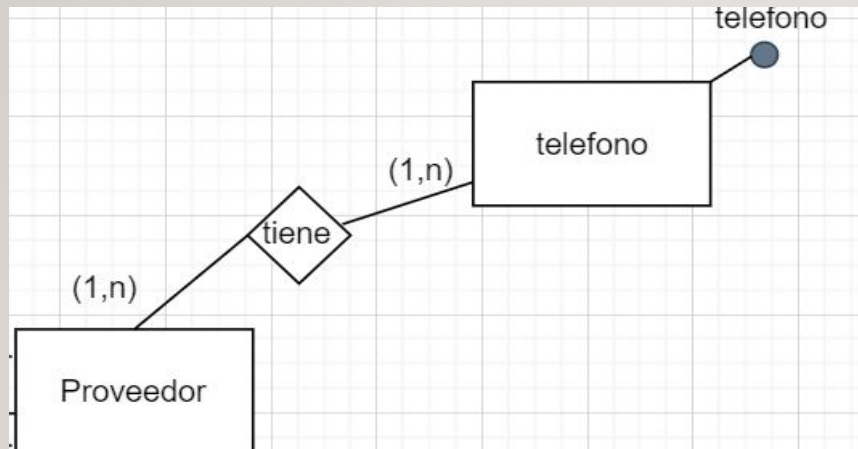 telefono
telefono
(1,n)
tiene
(1,n)
Proveedor